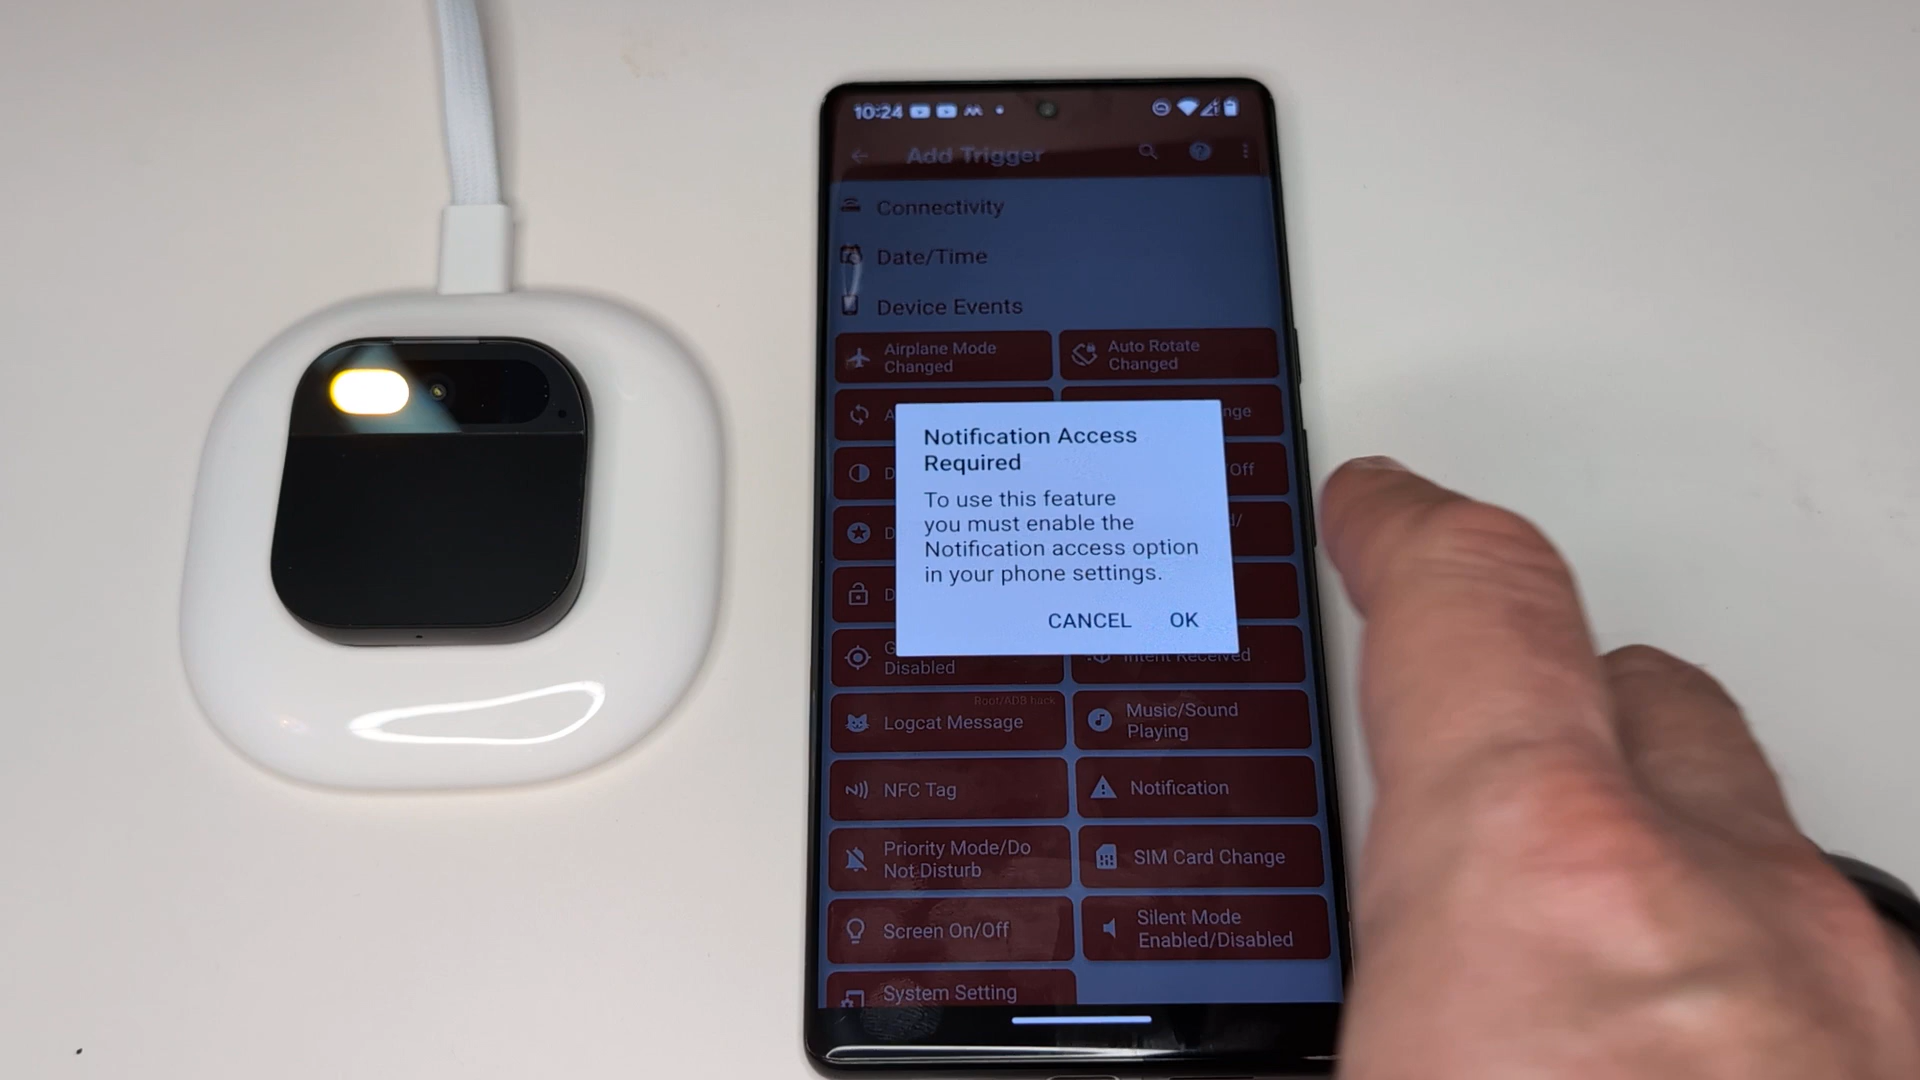 10:24
Add Trigger
Connectivity
Date/Time
Device Events
Airplane Mode
Changed
Auto Rotate
Changed
Notification Access
Required
To use this feature
you must enable the
Notification access option
in your phone settings.
CANCEL OK
Disabled
Intent Received
Root/ADB hack
Logcat Message
Music/Sound
Playing
NFC Tag
Notification
Priority Mode/Do
Not Disturb
SIM Card Change
Screen On/Off
Silent Mode
Enabled/Disabled
System Setting